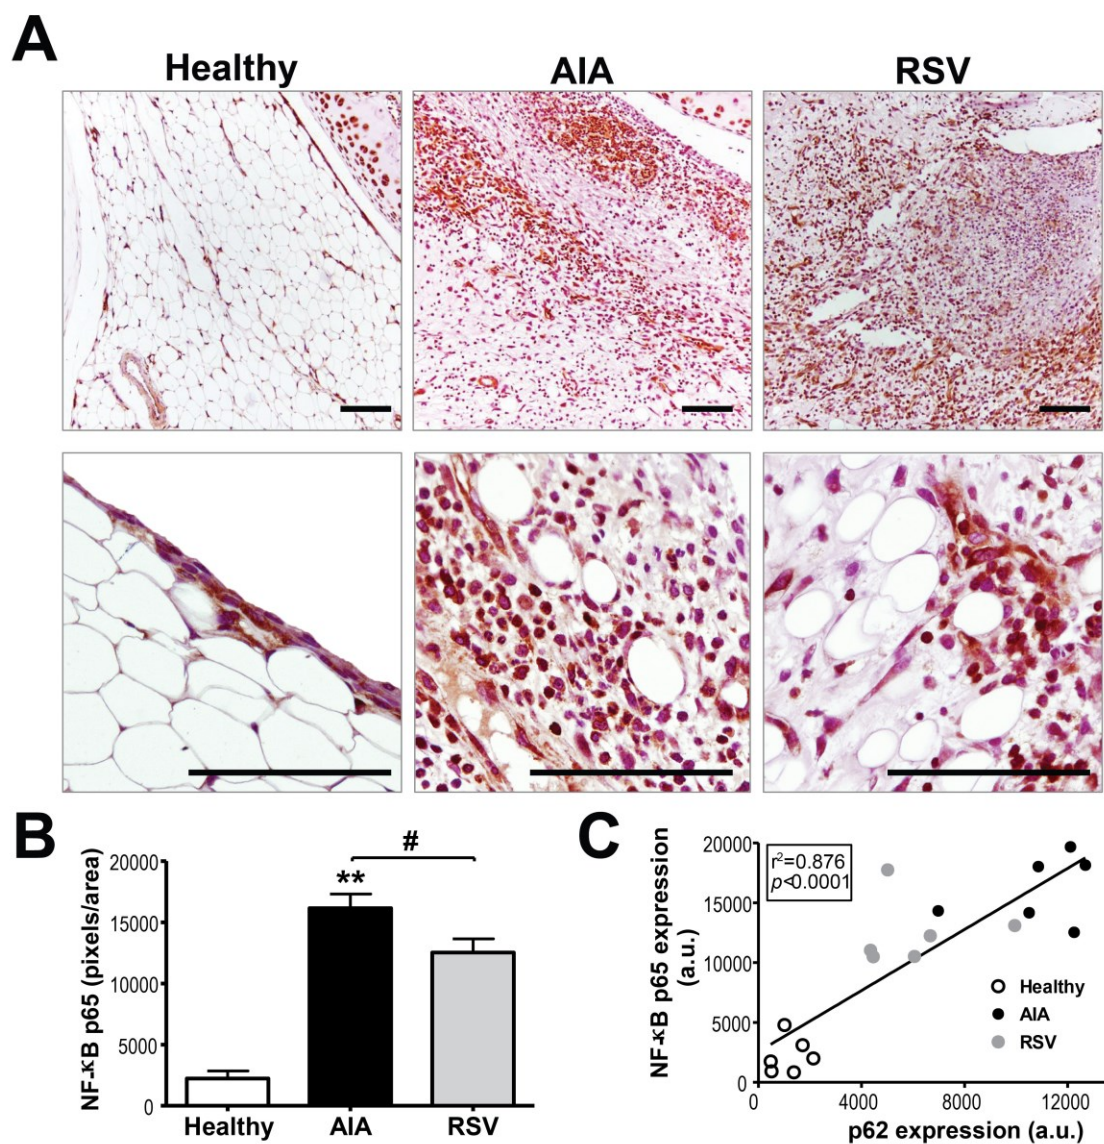 A
Healthy AIA RSV
B
NF-κB p65 (pixels/area)
20000
15000
10000
5000
0
**
#
Healthy AIA RSV
C
NF-κB p65 expression
(a.u.)
20000
15000
10000
5000
0
r²=0.876
p<0.0001
Healthy
AIA
RSV
0 4000 8000 12000
p62 expression (a.u.)